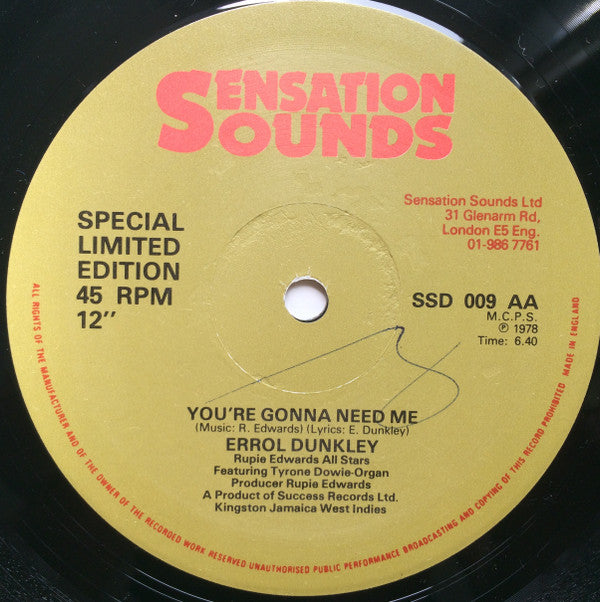 SENSATION
SOUNDS
Sensation Sounds Ltd
31 Glenarm Rd,
London E5 Eng.
01-986 7761
SPECIAL
LIMITED
EDITION
45 RPM
12"
SSD 009 AA
M.C.P.S.
℗ 1978
Time: 6.40
YOU'RE GONNA NEED ME
(Music: R. Edwards) (Lyrics: E. Dunkley)
ERROL DUNKLEY
Rupie Edwards All Stars
Featuring Tyrone Dowie-Organ
Producer Rupie Edwards
A Product of Success Records Ltd.
Kingston Jamaica West Indies
ALL RIGHTS OF THE MANUFACTURER AND OF THE OWNER OF THE RECORDED WORK RESERVED UNAUTHORISED PUBLIC PERFORMANCE BROADCASTING AND COPYING OF THIS RECORD PROHIBITED MADE IN ENGLAND